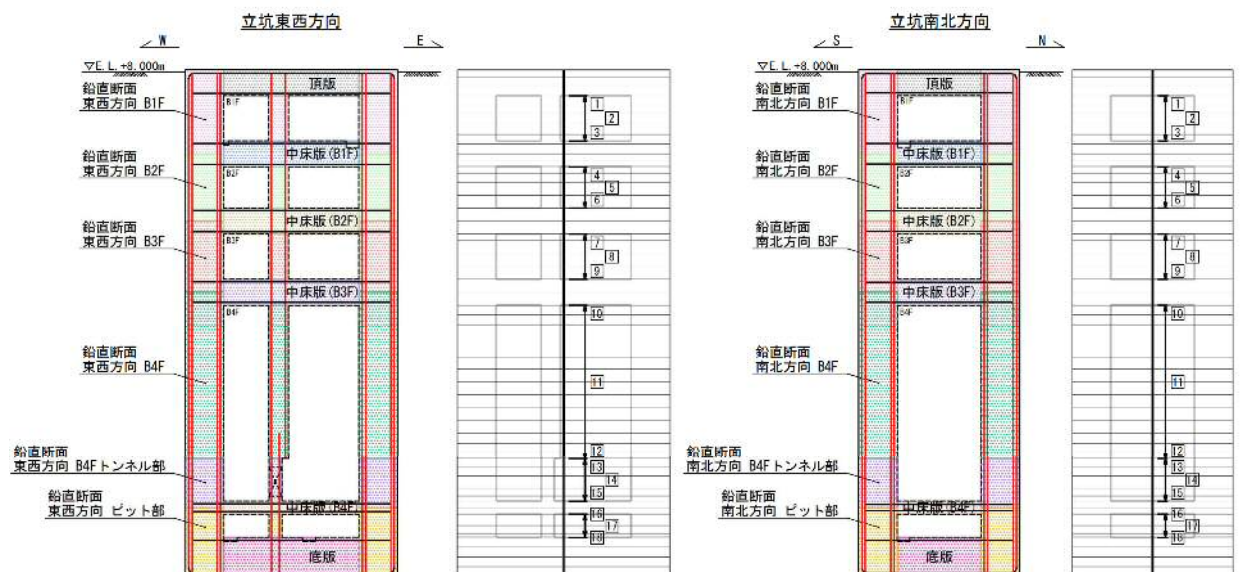 立坑東西方向
W
E
▽E.L.+8.000m
頂版
鉛直断面
東西方向 B1F
B1F
中床版(B1F)
鉛直断面
東西方向 B2F
B2F
中床版(B2F)
鉛直断面
東西方向 B3F
B3F
中床版(B3F)
B4F
鉛直断面
東西方向 B4F
鉛直断面
東西方向 B4Fトンネル部
中床版(B4F)
鉛直断面
東西方向 ピット部
底版
1
2
3
4
5
6
7
8
9
10
11
12
13
14
15
16
17
18
立坑南北方向
S
N
▽E.L.+8.000m
頂版
鉛直断面
南北方向 B1F
B1F
中床版(B1F)
鉛直断面
南北方向 B2F
B2F
中床版(B2F)
鉛直断面
南北方向 B3F
B3F
中床版(B3F)
B4F
鉛直断面
南北方向 B4F
鉛直断面
南北方向 B4Fトンネル部
中床版(B4F)
鉛直断面
南北方向 ピット部
底版
1
2
3
4
5
6
7
8
9
10
11
12
13
14
15
16
17
18